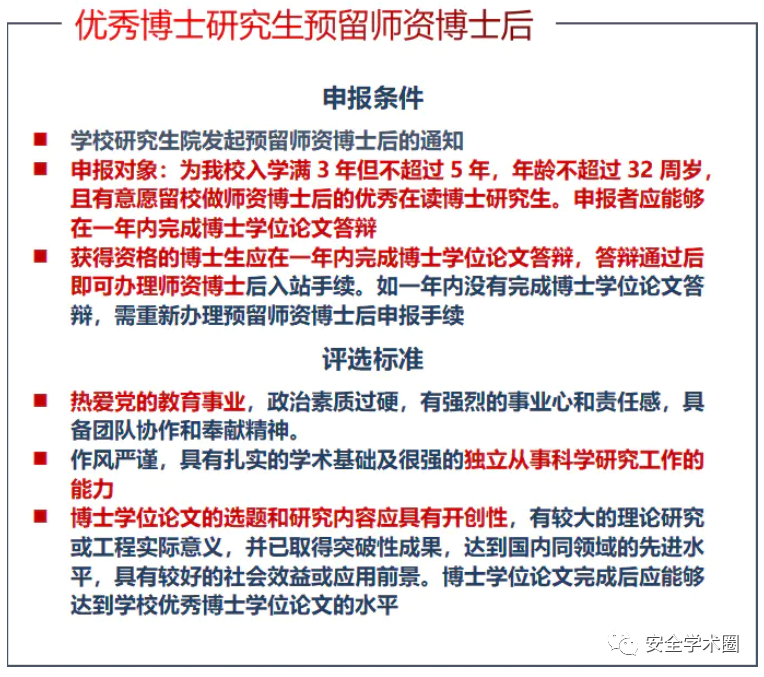 优秀博士研究生预留师资博士后
申报条件
■ 学校研究生院发起预留师资博士后的通知
■ 申报对象：为我校入学满 3 年但不超过 5 年，年龄不超过 32 周岁，
且有意愿留校做师资博士后的优秀在读博士研究生。申报者应能够
在一年内完成博士学位论文答辩
■ 获得资格的博士生应在一年内完成博士学位论文答辩，答辩通过后
即可办理师资博士后入站手续。如一年内没有完成博士学位论文答
辩，需重新办理预留师资博士后申报手续
评选标准
■ 热爱党的教育事业，政治素质过硬，有强烈的事业心和责任感，具
备团队协作和奉献精神。
■ 作风严谨，具有扎实的学术基础及很强的独立从事科学研究工作的
能力
■ 博士学位论文的选题和研究内容应具有开创性，有较大的理论研究
或工程实际意义，并已取得突破性成果，达到国内同领域的先进水
平，具有较好的社会效益或应用前景。博士学位论文完成后应能够
达到学校优秀博士学位论文的水平
安全学术圈